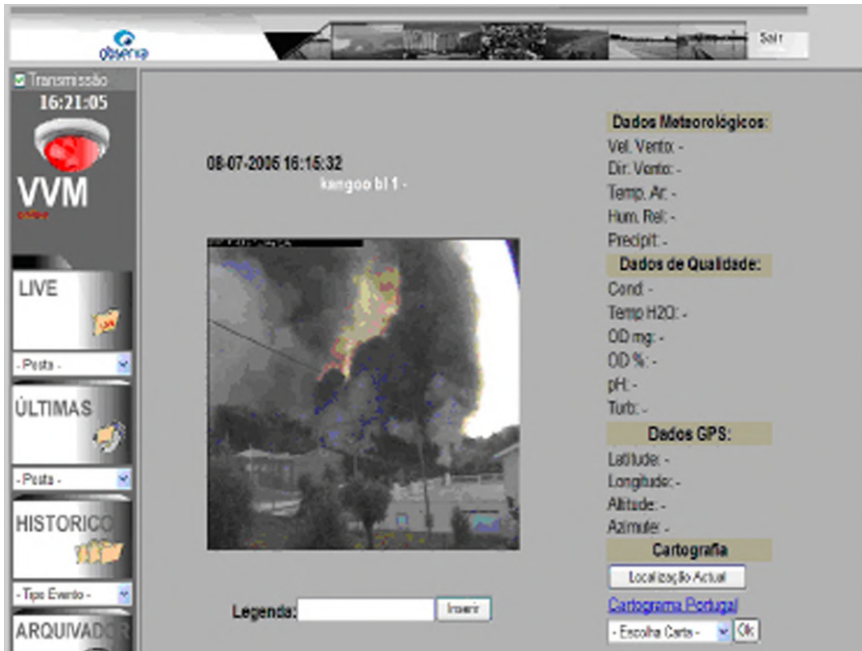 observa
Sair
Transmissão
16:21:05
VVM
LIVE
- Pasta -
ÚLTIMAS
- Pasta -
HISTORICO
- Tipo Evento -
ARQUIVADOR
08-07-2005 16:15:32
kangoo bl 1 -
Legenda:
Inserir
Dados Meteorológicos:
Vel. Vento: -
Dir. Vento: -
Temp. Ar: -
Hum. Rel: -
Precipit: -
Dados de Qualidade:
Cond: -
Temp H2O: -
OD mg: -
OD %: -
pH: -
Turb: -
Dados GPS:
Latitude: -
Longitude: -
Altitude: -
Azimute: -
Cartografia
Localização Actual
Cartograma Portugal
- Escolha Carta -
Ok